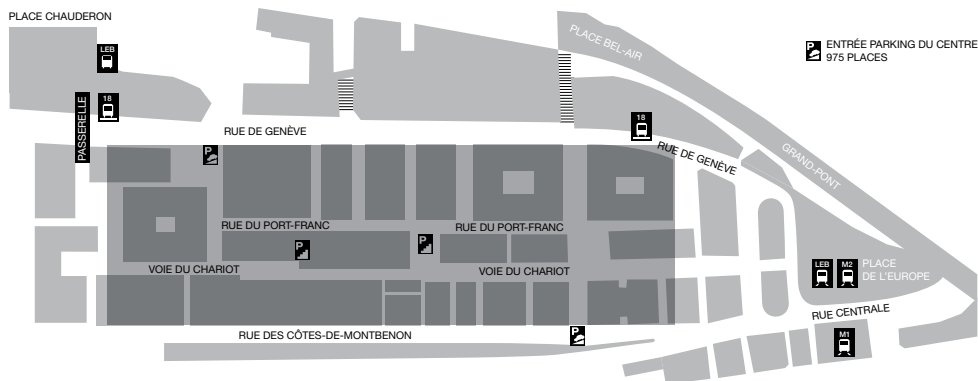 PLACE CHAUDERON
LEB
18
PASSERELLE
PLACE BEL-AIR
P
ENTRÉE PARKING DU CENTRE
975 PLACES
RUE DE GENÈVE
18
RUE DE GENÈVE
GRAND-PONT
P
RUE DU PORT-FRANC
RUE DU PORT-FRANC
P
P
VOIE DU CHARIOT
VOIE DU CHARIOT
LEB
M2
PLACE
DE L'EUROPE
RUE CENTRALE
RUE DES CÔTES-DE-MONTBENON
P
M1